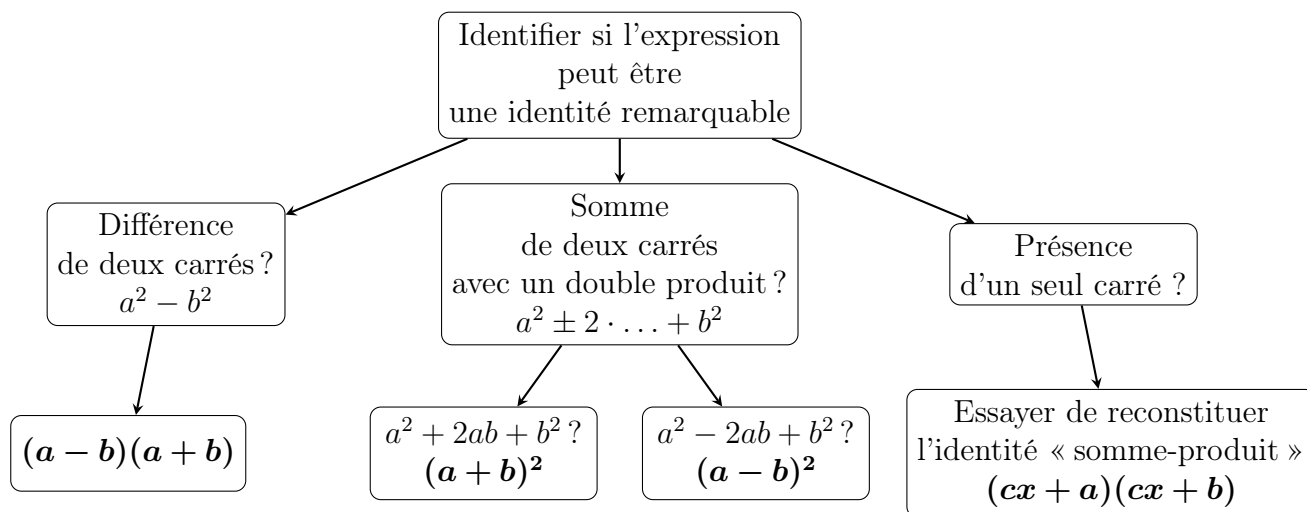 Identifier si l'expression
peut être
une identité remarquable
Différence
de deux carrés ?
a² − b²
Somme
de deux carrés
avec un double produit ?
a² ± 2 · … + b²
Présence
d'un seul carré ?
(a − b)(a + b)
a² + 2ab + b² ?
(a + b)²
a² − 2ab + b² ?
(a − b)²
Essayer de reconstituer
l'identité « somme-produit »
(cx + a)(cx + b)